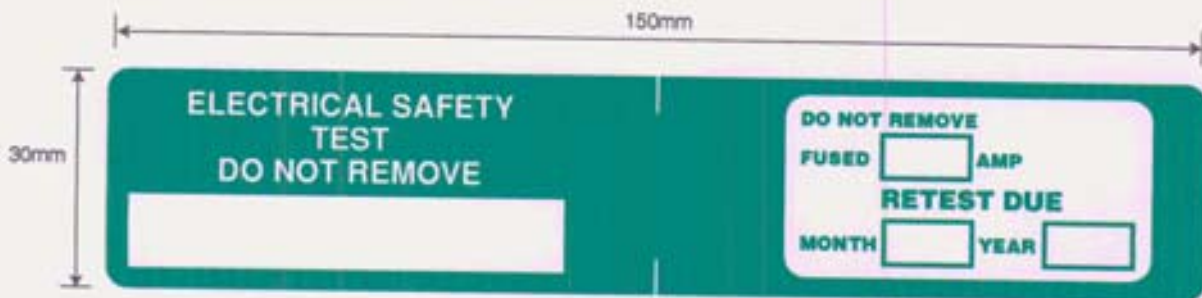 150mm
30mm
ELECTRICAL SAFETY
TEST
DO NOT REMOVE
DO NOT REMOVE
FUSED AMP
RETEST DUE
MONTH YEAR